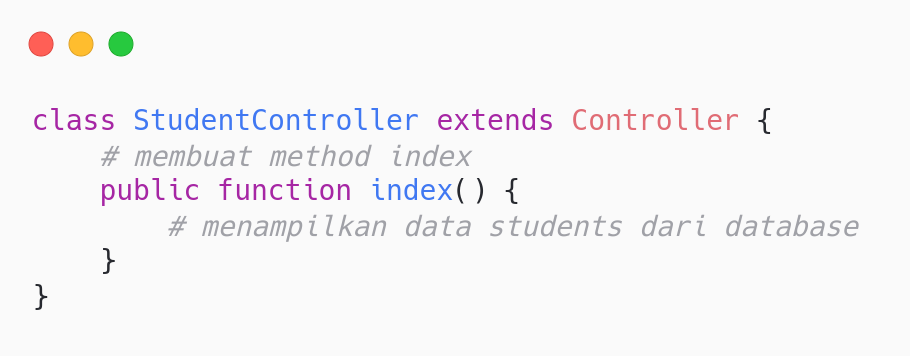 class StudentController extends Controller {
    # membuat method index
    public function index() {
        # menampilkan data students dari database
    }
}